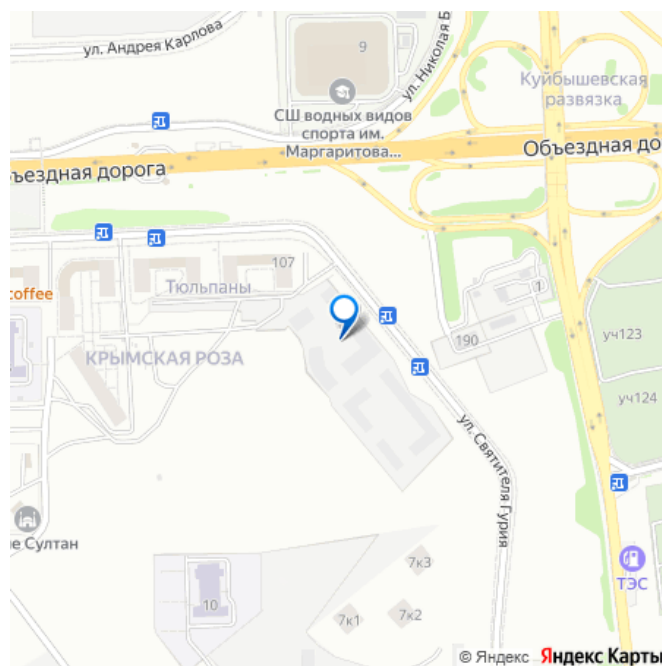 ул. Андрея Карлова
9
ул. Николая Б
Куйбышевская
развязка
СШ водных видов
спорта им.
Маргаритова...
Объездная до
ъездная дорога
107
Тюльпаны
coffee
1
190
уч123
КРЫМСКАЯ РОЗА
уч124
ул. Святителя Гурия
е Султан
7к3
ТЭС
10
7к1
7к2
© Яндекс Яндекс Карты